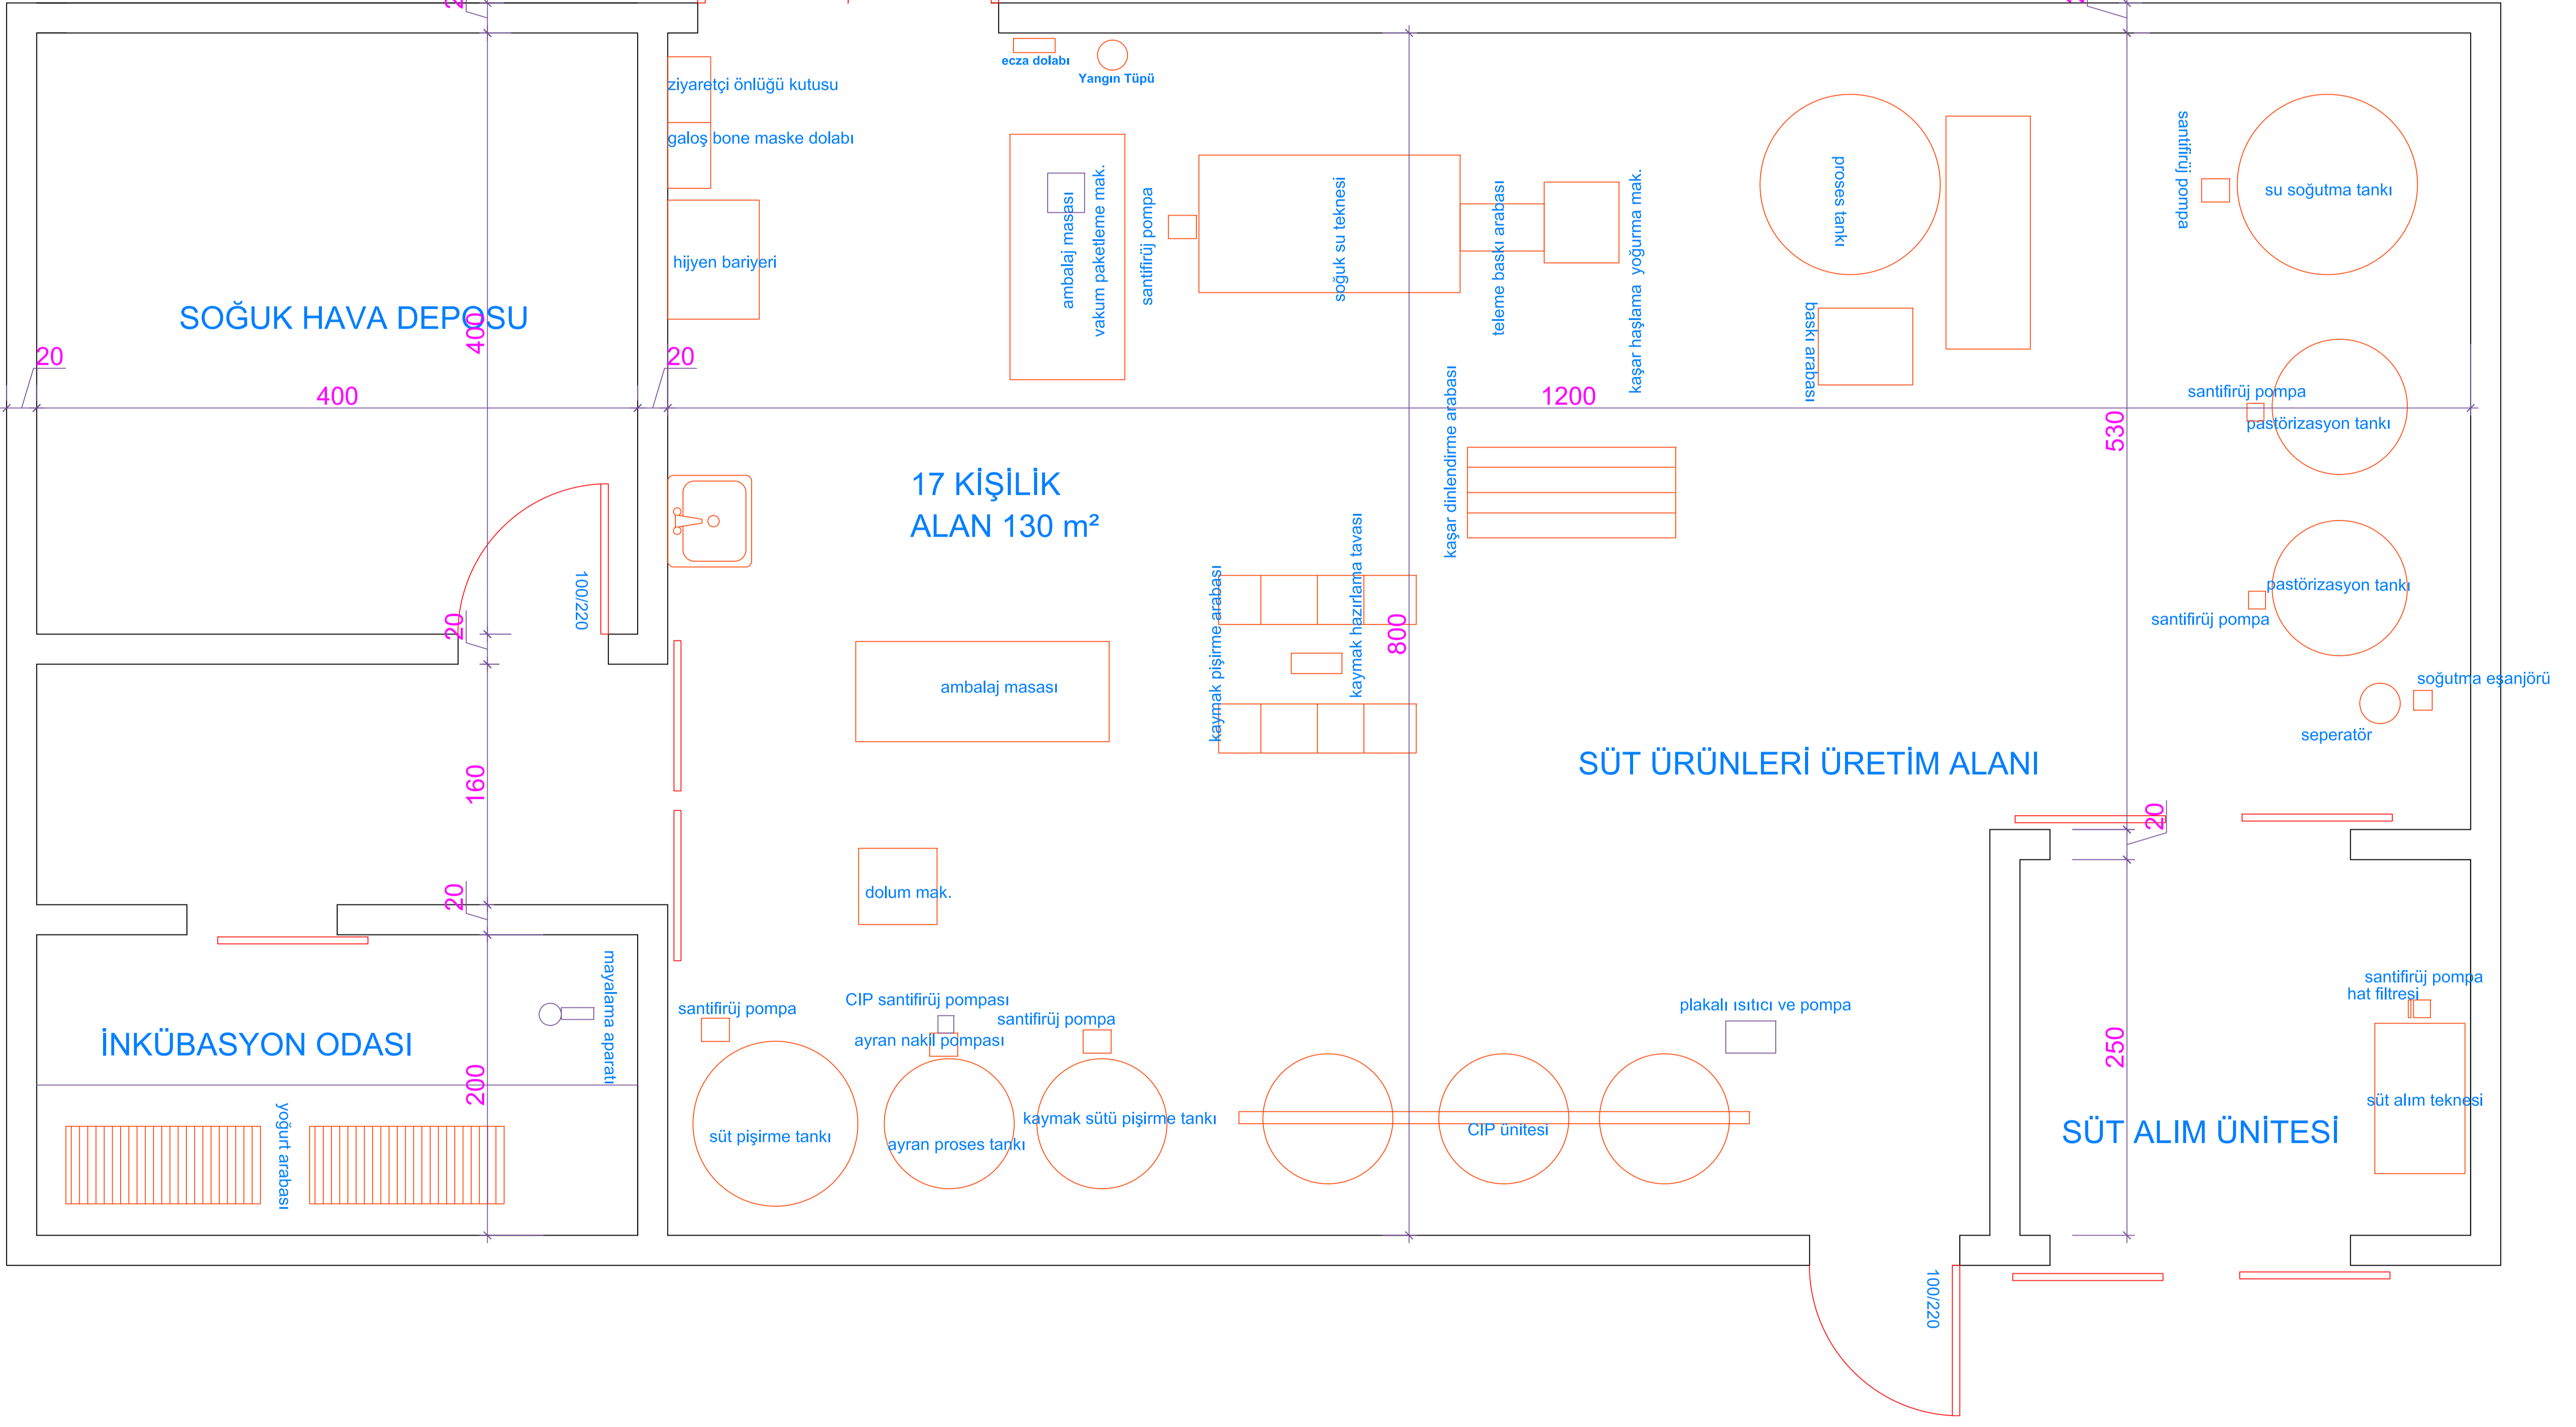 ecza dolabı
Yangın Tüpü
ziyaretçi önlüğü kutusu
galoş bone maske dolabı
hijyen bariyeri
ambalaj masası
vakum paketleme mak.
santifirüj pompa
soğuk su teknesi
teleme baskı arabası
kaşar haşlama yoğurma mak.
proses tankı
baskı arabası
santifirüj pompa
su soğutma tankı
SOĞUK HAVA DEPOSU
400
20
400
20
1200
530
santifirüj pompa
pastörizasyon tankı
kaşar dinlendirme arabası
17 KİŞİLİK
ALAN 130 m²
100/220
20
kaymak pişirme arabası
kaymak hazırlama tavası
800
pastörizasyon tankı
santifirüj pompa
soğutma eşanjörü
seperatör
ambalaj masası
SÜT ÜRÜNLERİ ÜRETİM ALANI
160
20
20
dolum mak.
mayalama aparatı
santifirüj pompa
CIP santifirüj pompası
santifirüj pompa
ayran nakil pompası
plakalı ısıtıcı ve pompa
santifirüj pompa
hat filtresi
İNKÜBASYON ODASI
200
250
yoğurt arabası
süt pişirme tankı
ayran proses tankı
kaymak sütü pişirme tankı
CIP ünitesi
SÜT ALIM ÜNİTESİ
süt alım teknesi
100/220